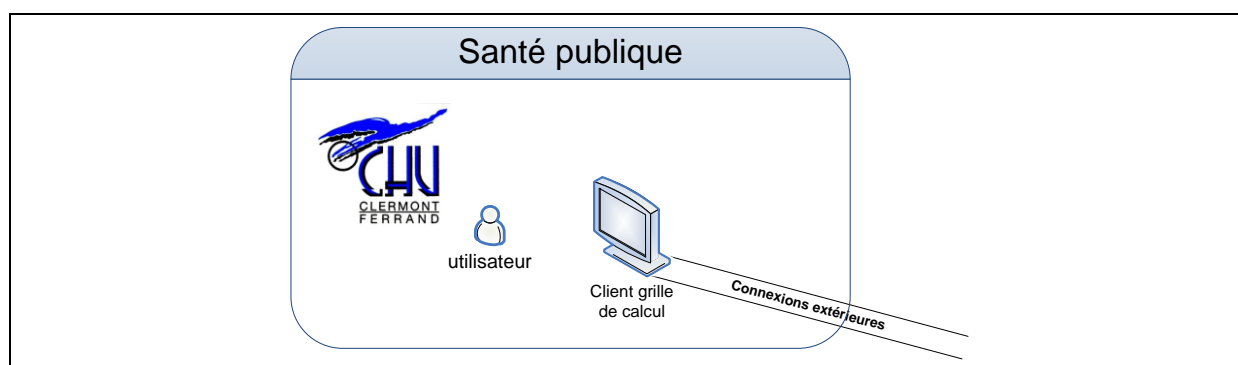 Santé publique
CHU
CLERMONT
FERRAND
utilisateur
Client grille
de calcul
Connexions extérieures